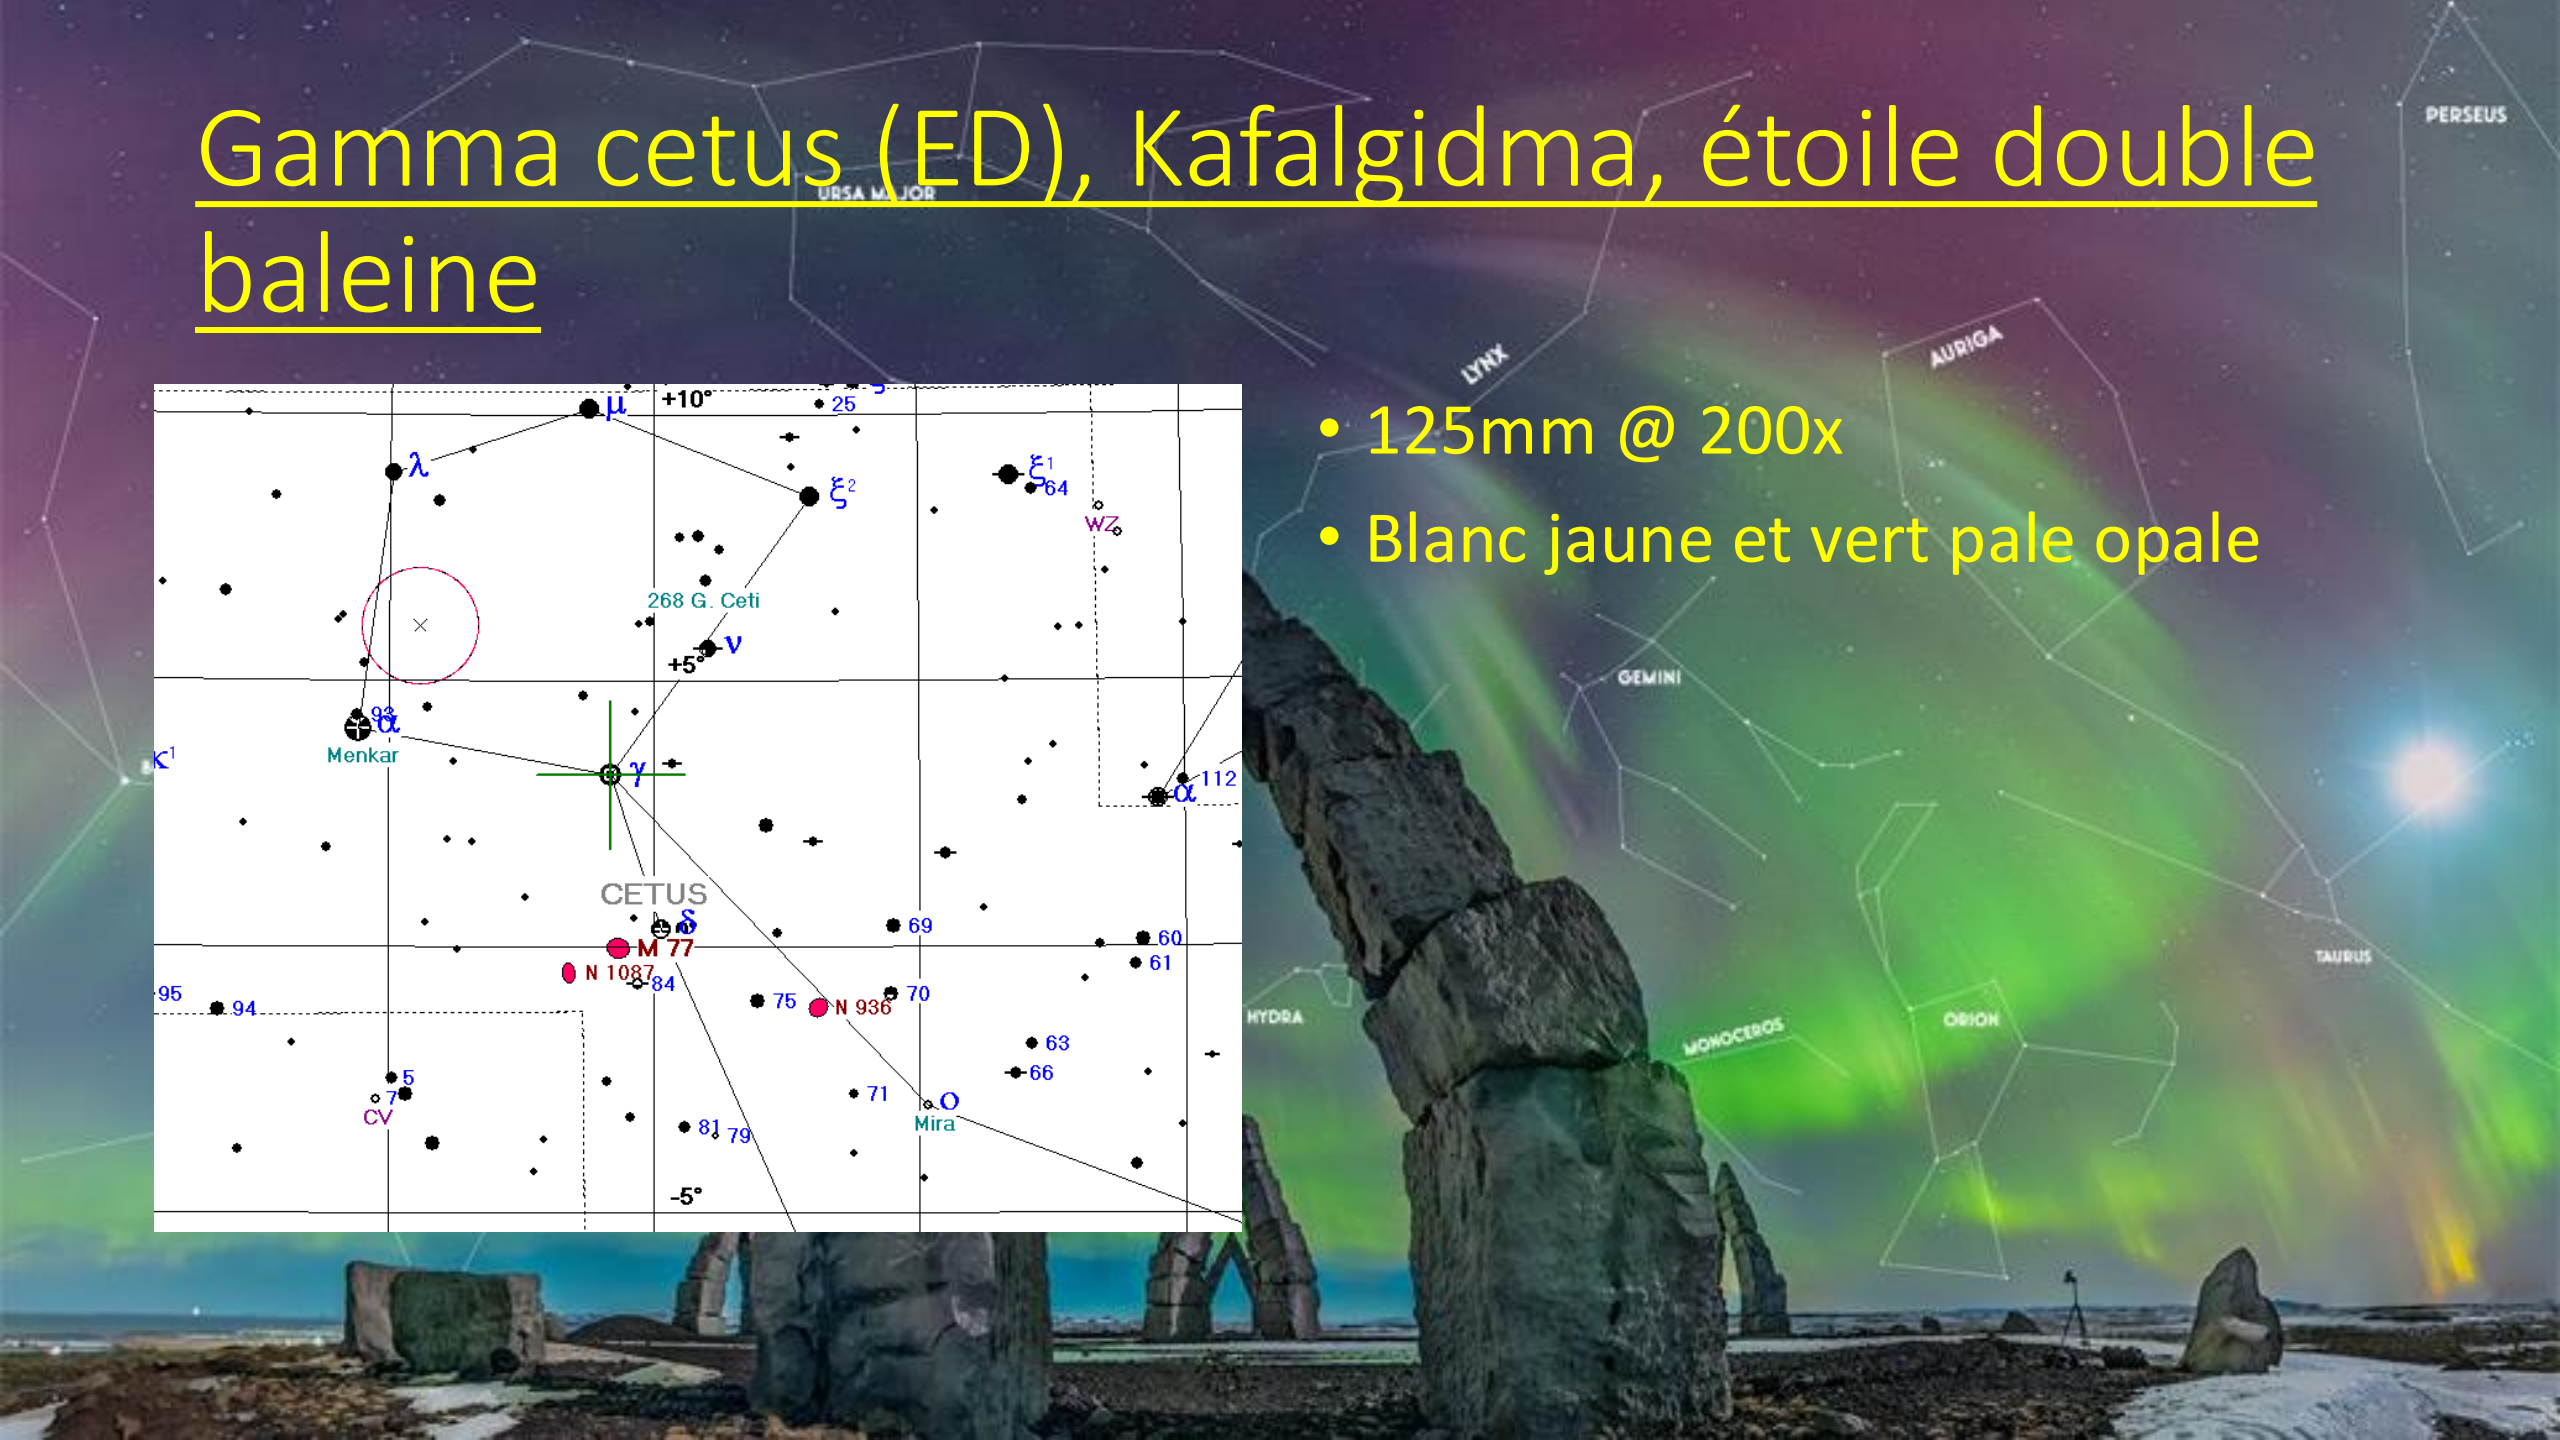 Gamma cetus (ED), Kafalgidma, étoile double
baleine
• 125mm @ 200x
• Blanc jaune et vert pale opale
μ
+10°
25
λ
ξ²
ξ¹
64
WZ
268 G. Ceti
ν
+5°
93
α
Menkar
κ¹
γ
112
α
CETUS
δ
M 77
N 1087
84
69
60
61
95
94
75
N 936
70
63
66
5
7
CV
71
ο
Mira
81
79
-5°
URSA MAJOR
PERSEUS
LYNX
AURIGA
GEMINI
TAURUS
HYDRA
MONOCEROS
ORION